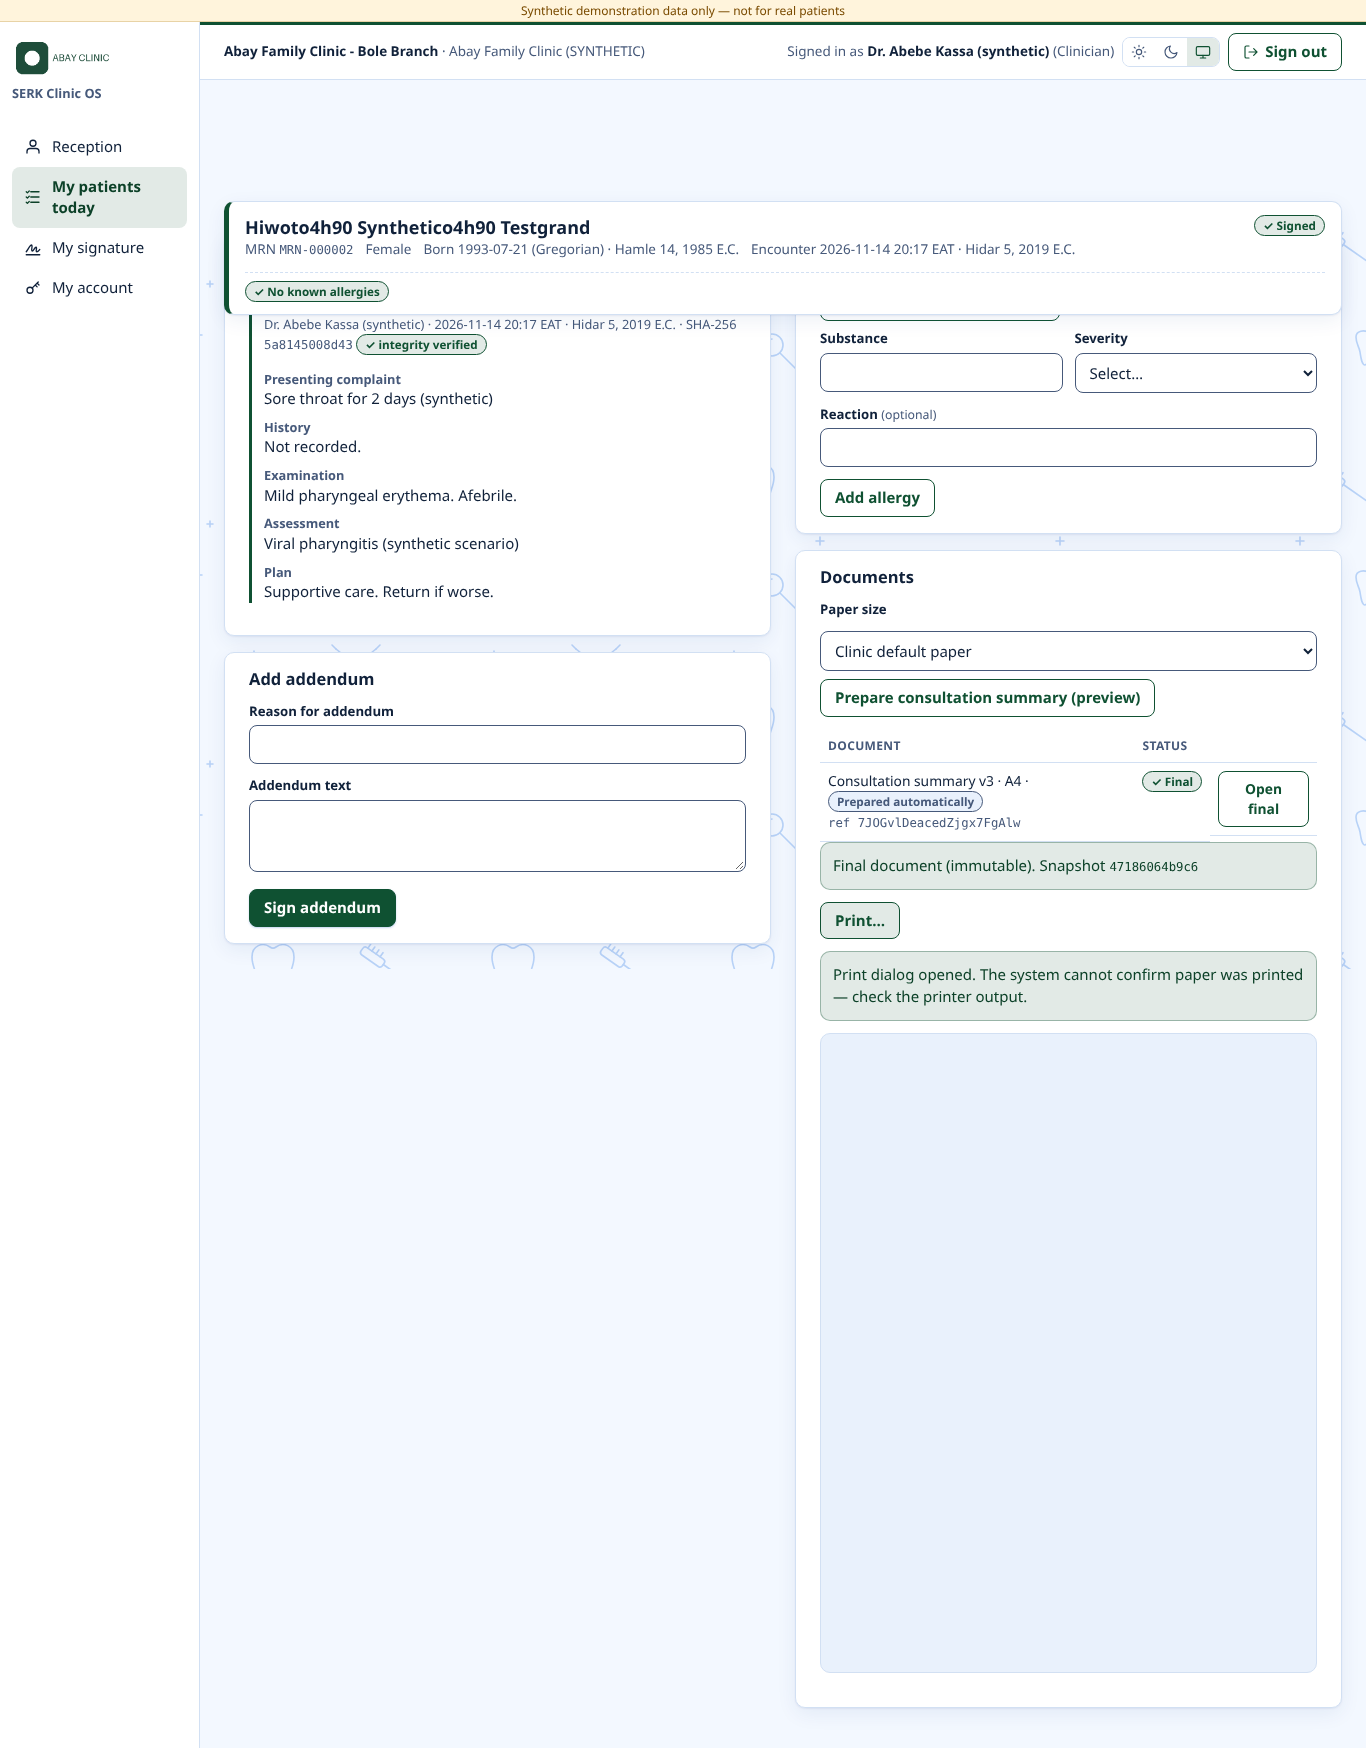 Synthetic demonstration data only — not for real patients
ABAY CLINIC
SERK Clinic OS
Reception
My patients
today
My signature
My account
Abay Family Clinic - Bole Branch · Abay Family Clinic (SYNTHETIC)
Signed in as Dr. Abebe Kassa (synthetic) (Clinician)
Sign out
Hiwoto4h90 Synthetico4h90 Testgrand
✓ Signed
MRN MRN-000002 Female Born 1993-07-21 (Gregorian) · Hamle 14, 1985 E.C. Encounter 2026-11-14 20:17 EAT · Hidar 5, 2019 E.C.
✓ No known allergies
Dr. Abebe Kassa (synthetic) · 2026-11-14 20:17 EAT · Hidar 5, 2019 E.C. · SHA-256
5a8145008d43 ✓ integrity verified
Presenting complaint
Sore throat for 2 days (synthetic)
History
Not recorded.
Examination
Mild pharyngeal erythema. Afebrile.
Assessment
Viral pharyngitis (synthetic scenario)
Plan
Supportive care. Return if worse.
Add addendum
Reason for addendum
Addendum text
Sign addendum
Substance
Severity
Select...
Reaction (optional)
Add allergy
Documents
Paper size
Clinic default paper
Prepare consultation summary (preview)
DOCUMENT STATUS
Consultation summary v3 · A4 ·
Prepared automatically
ref 7JOGvlDeacedZjgx7FgAlw
✓ Final
Open
final
Final document (immutable). Snapshot 47186064b9c6
Print...
Print dialog opened. The system cannot confirm paper was printed
— check the printer output.